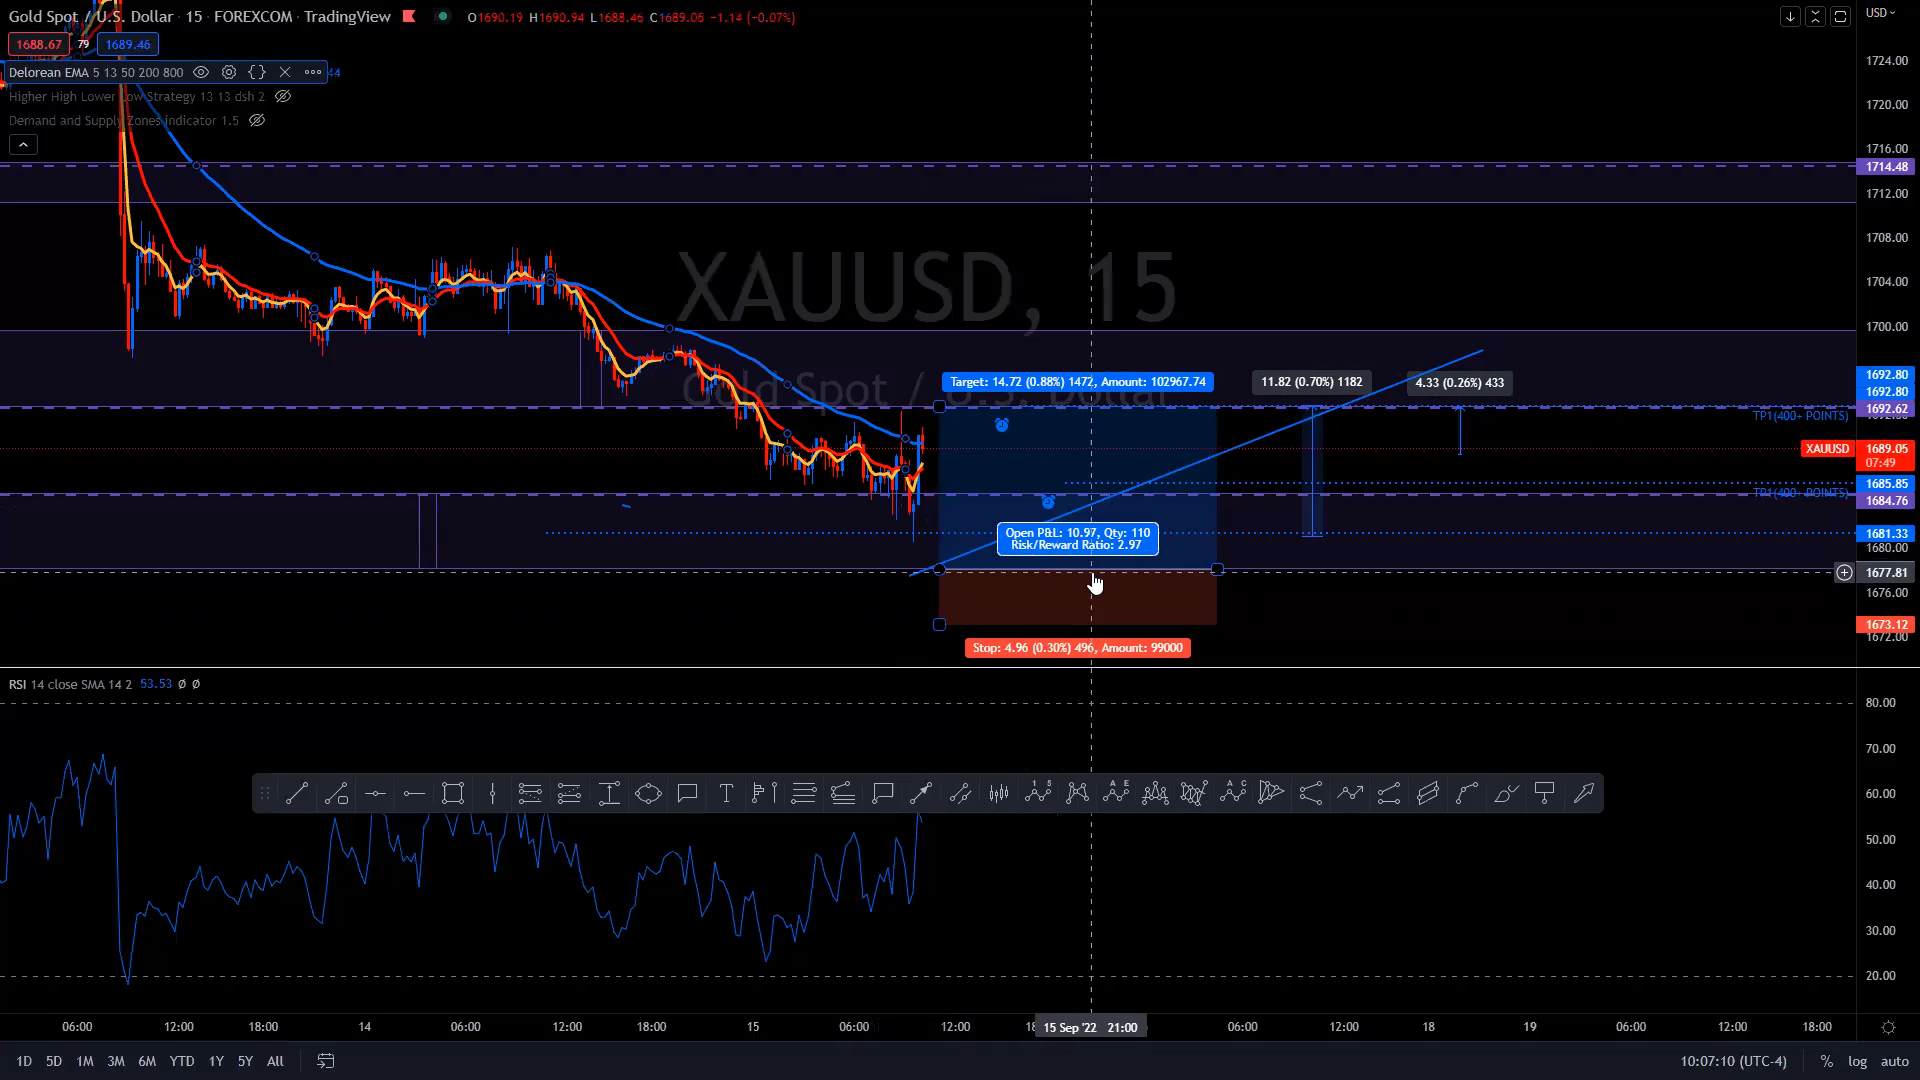 Gold Spot / U.S. Dollar · 15 · FOREXCOM · TradingView O1690.19 H1690.94 L1688.46 C1689.05 −1.14 (−0.07%)
USD
1688.67 79 1689.46
Delorean EMA 5 13 50 200 800 44
Higher High Lower Low Strategy 13 13 dsh 2
Demand and Supply Zones Indicator 1.5
XAUUSD, 15
Gold Spot / U.S. Dollar
Target: 14.72 (0.88%) 1472, Amount: 102967.74
11.82 (0.70%) 1182
4.33 (0.26%) 433
TP1(400+ POINTS)
TP1(400+ POINTS)
Open P&L: 10.97, Qty: 110
Risk/Reward Ratio: 2.97
Stop: 4.96 (0.30%) 496, Amount: 99000
1724.00
1720.00
1716.00
1714.48
1712.00
1708.00
1704.00
1700.00
1692.80
1692.80
1692.62
XAUUSD 1689.05
07:49
1685.85
1684.76
1681.33
1680.00
1677.81
1676.00
1673.12
1672.00
RSI 14 close SMA 14 2 53.53 Ø Ø
80.00
70.00
60.00
50.00
40.00
30.00
20.00
06:00 12:00 18:00 14 06:00 12:00 18:00 15 06:00 12:00 15 Sep '22 21:00 06:00 12:00 18 19 06:00 12:00 18:00
1D 5D 1M 3M 6M YTD 1Y 5Y All
10:07:10 (UTC-4) % log auto